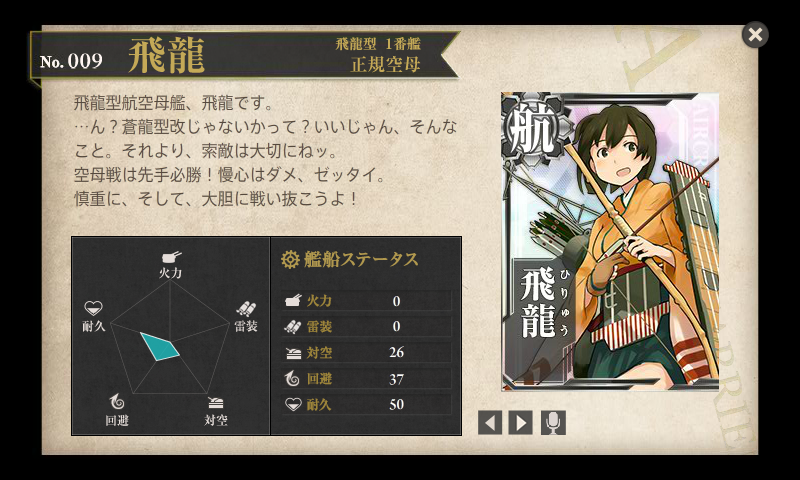 No.009
飛龍
飛龍型 1番艦
正規空母
飛龍型航空母艦、飛龍です。
…ん？蒼龍型改じゃないかって？いいじゃん、そんな
こと。それより、索敵は大切にねッ。
空母戦は先手必勝！慢心はダメ、ゼッタイ。
慎重に、そして、大胆に戦い抜こうよ！
火力
耐久
雷装
回避
対空
艦船ステータス
火力 0
雷装 0
対空 26
回避 37
耐久 50
航
飛龍
ひりゅう